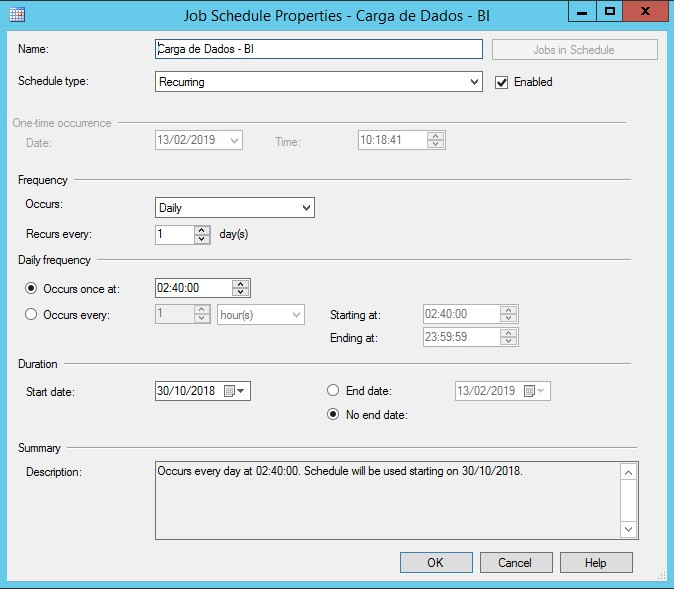 Job Schedule Properties - Carga de Dados - BI
Name: Carga de Dados - BI Jobs in Schedule
Schedule type: Recurring Enabled
One-time occurrence
Date: 13/02/2019 Time: 10:18:41
Frequency
Occurs: Daily
Recurs every: 1 day(s)
Daily frequency
Occurs once at: 02:40:00
Occurs every: 1 hour(s) Starting at: 02:40:00
Ending at: 23:59:59
Duration
Start date: 30/10/2018 End date: 13/02/2019
No end date:
Summary
Description: Occurs every day at 02:40:00. Schedule will be used starting on 30/10/2018.
OK Cancel Help